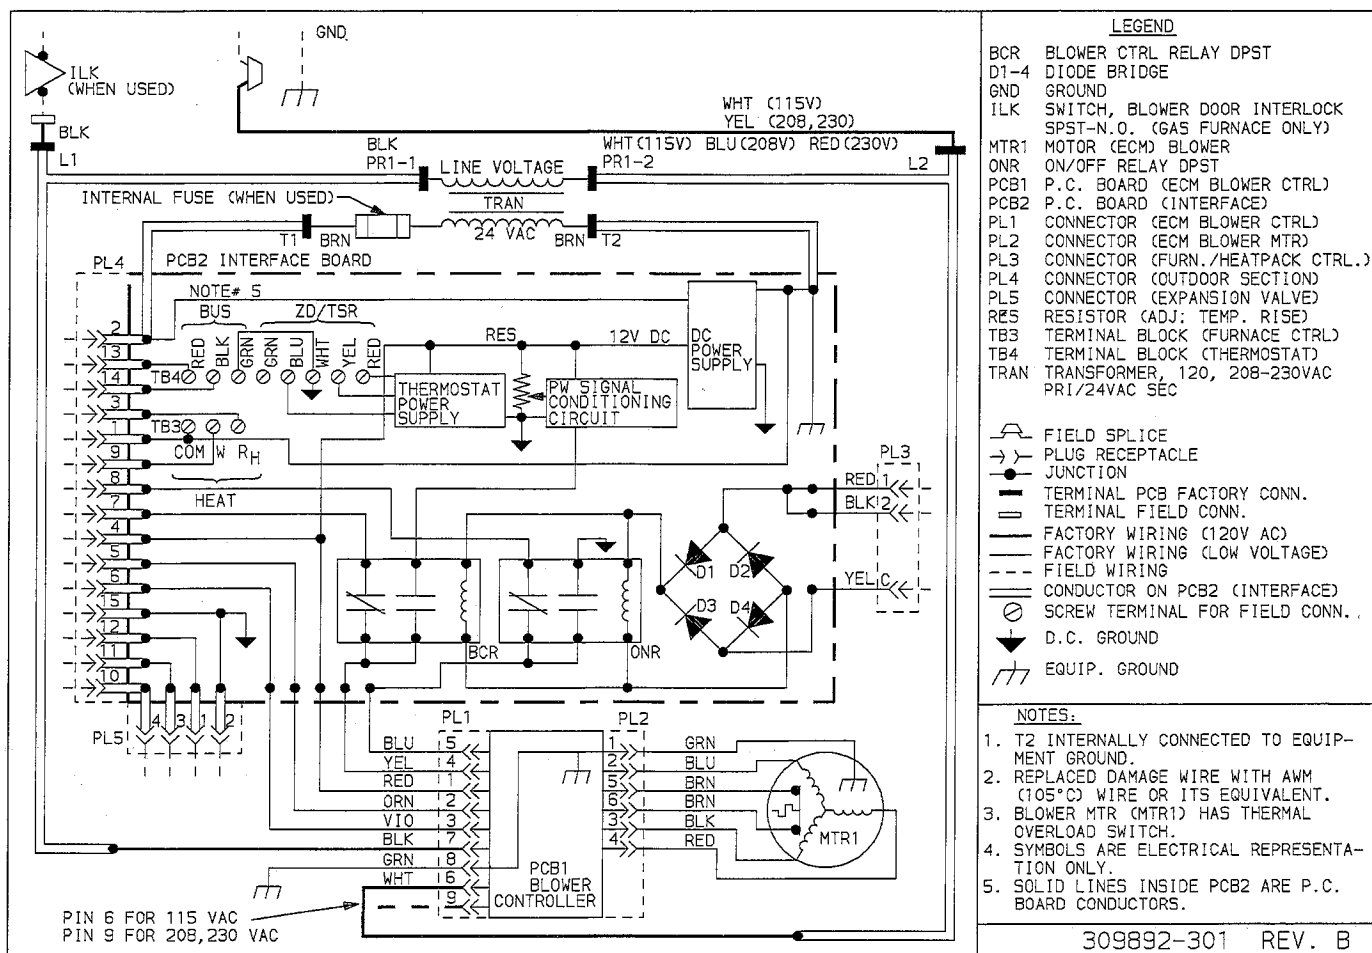 GND
ILK
(WHEN USED)
BLK
L1
WHT (115V)
YEL (208,230)
BLK
PR1-1
LINE VOLTAGE
WHT(115V) BLU(208V) RED(230V)
PR1-2
L2
INTERNAL FUSE (WHEN USED)
TRAN
T1
BRN
24 VAC
BRN
T2
PL4
PCB2 INTERFACE BOARD
NOTE# 5
BUS
ZD/TSR
2
13
14
3
1
9
8
7
4
5
6
15
12
11
10
RED
BLK
GRN
GRN
BLU
WHT
YEL
RED
TB4
TB3
COM W RH
HEAT
RES
12V DC
DC
POWER
SUPPLY
THERMOSTAT
POWER
SUPPLY
PW SIGNAL
CONDITIONING
CIRCUIT
PL3
RED 1
BLK 2
YEL C
D1
D2
D3
D4
BCR
ONR
PL5
4
3
1
2
PL1
PL2
BLU 5
YEL 4
RED 1
ORN 2
VIO 3
BLK 7
GRN 8
WHT 6
9
PCB1
BLOWER
CONTROLLER
1 GRN
2 BLU
5 BRN
6 BRN
3 BLK
4 RED
MTR1
PIN 6 FOR 115 VAC
PIN 9 FOR 208,230 VAC
LEGEND
BCR BLOWER CTRL RELAY DPST
D1-4 DIODE BRIDGE
GND GROUND
ILK SWITCH, BLOWER DOOR INTERLOCK
SPST-N.O. (GAS FURNACE ONLY)
MTR1 MOTOR (ECM) BLOWER
ONR ON/OFF RELAY DPST
PCB1 P.C. BOARD (ECM BLOWER CTRL)
PCB2 P.C. BOARD (INTERFACE)
PL1 CONNECTOR (ECM BLOWER CTRL)
PL2 CONNECTOR (ECM BLOWER MTR)
PL3 CONNECTOR (FURN./HEATPACK CTRL.)
PL4 CONNECTOR (OUTDOOR SECTION)
PL5 CONNECTOR (EXPANSION VALVE)
RES RESISTOR (ADJ: TEMP. RISE)
TB3 TERMINAL BLOCK (FURNACE CTRL)
TB4 TERMINAL BLOCK (THERMOSTAT)
TRAN TRANSFORMER, 120, 208-230VAC
PRI/24VAC SEC
FIELD SPLICE
PLUG RECEPTACLE
JUNCTION
TERMINAL PCB FACTORY CONN.
TERMINAL FIELD CONN.
FACTORY WIRING (120V AC)
FACTORY WIRING (LOW VOLTAGE)
FIELD WIRING
CONDUCTOR ON PCB2 (INTERFACE)
SCREW TERMINAL FOR FIELD CONN.
D.C. GROUND
EQUIP. GROUND
NOTES:
1. T2 INTERNALLY CONNECTED TO EQUIP-
MENT GROUND.
2. REPLACED DAMAGE WIRE WITH AWM
(105°C) WIRE OR ITS EQUIVALENT.
3. BLOWER MTR (MTR1) HAS THERMAL
OVERLOAD SWITCH.
4. SYMBOLS ARE ELECTRICAL REPRESENTA-
TION ONLY.
5. SOLID LINES INSIDE PCB2 ARE P.C.
BOARD CONDUCTORS.
309892-301 REV. B